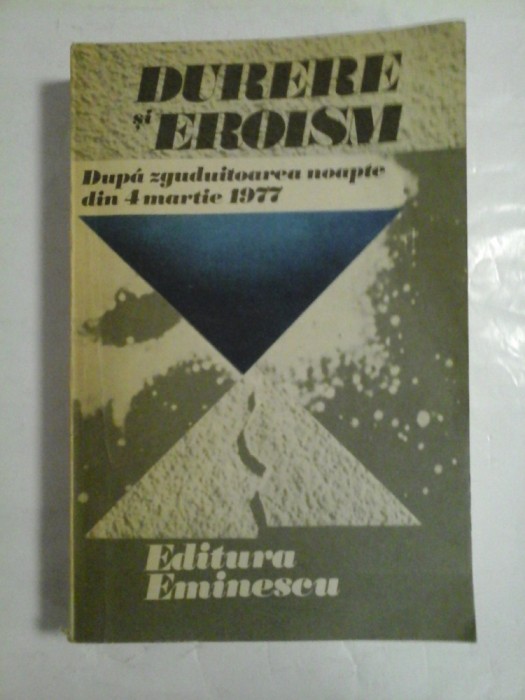 DURERE
și EROISM
După zguduitoarea noapte
din 4 martie 1977
Editura
Eminescu